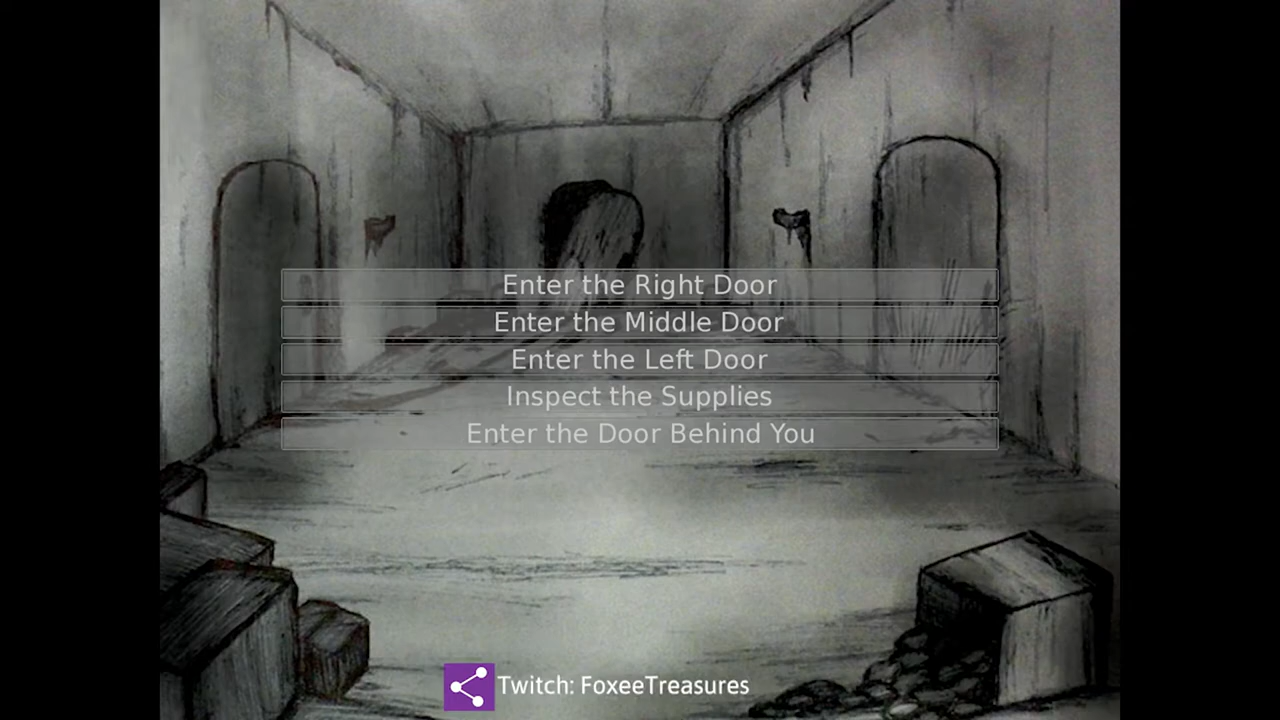 Enter the Right Door
Enter the Middle Door
Enter the Left Door
Inspect the Supplies
Enter the Door Behind You
Twitch: FoxeeTreasures